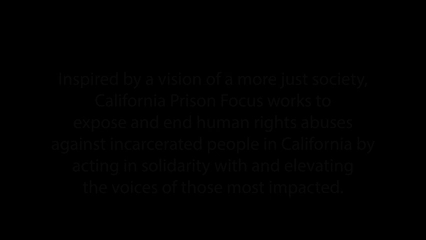 Inspired by a vision of a more just society,
California Prison Focus works to
expose and end human rights abuses
against incarcerated people in California by
acting in solidarity with and elevating
the voices of those most impacted.